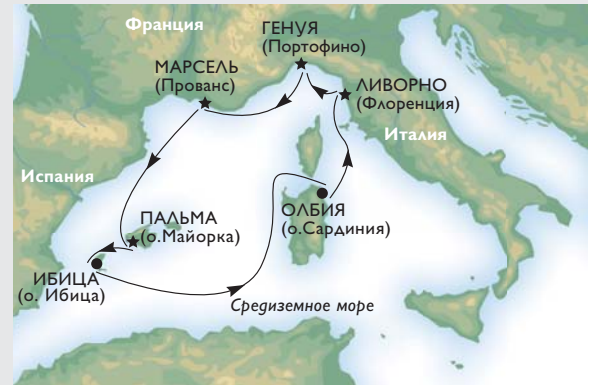 Франция
ГЕНУЯ
(Портофино)
МАРСЕЛЬ
(Прованс)
ЛИВОРНО
(Флоренция)
Италия
Испания
ПАЛЬМА
(о.Майорка)
ОЛБИЯ
(о.Сардиния)
ИБИЦА
(о. Ибица)
Средиземное море